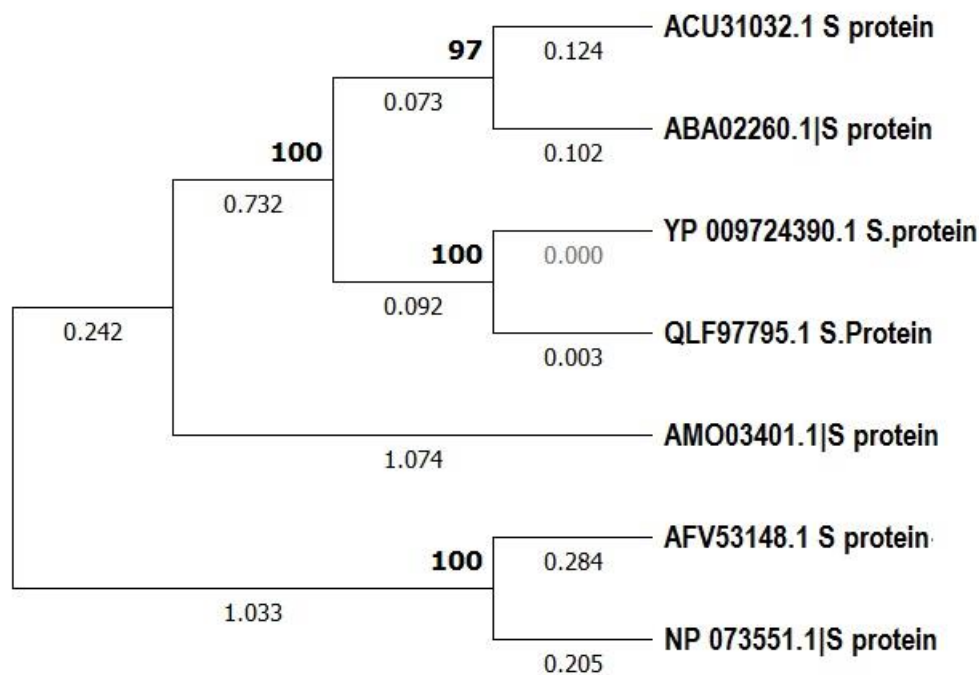 ACU31032.1 S protein
97
0.124
0.073
ABA02260.1|S protein
100
0.102
0.732
YP 009724390.1 S.protein
100
0.000
0.092
0.242
QLF97795.1 S.Protein
0.003
AMO03401.1|S protein
1.074
AFV53148.1 S protein
100
0.284
1.033
NP 073551.1|S protein
0.205